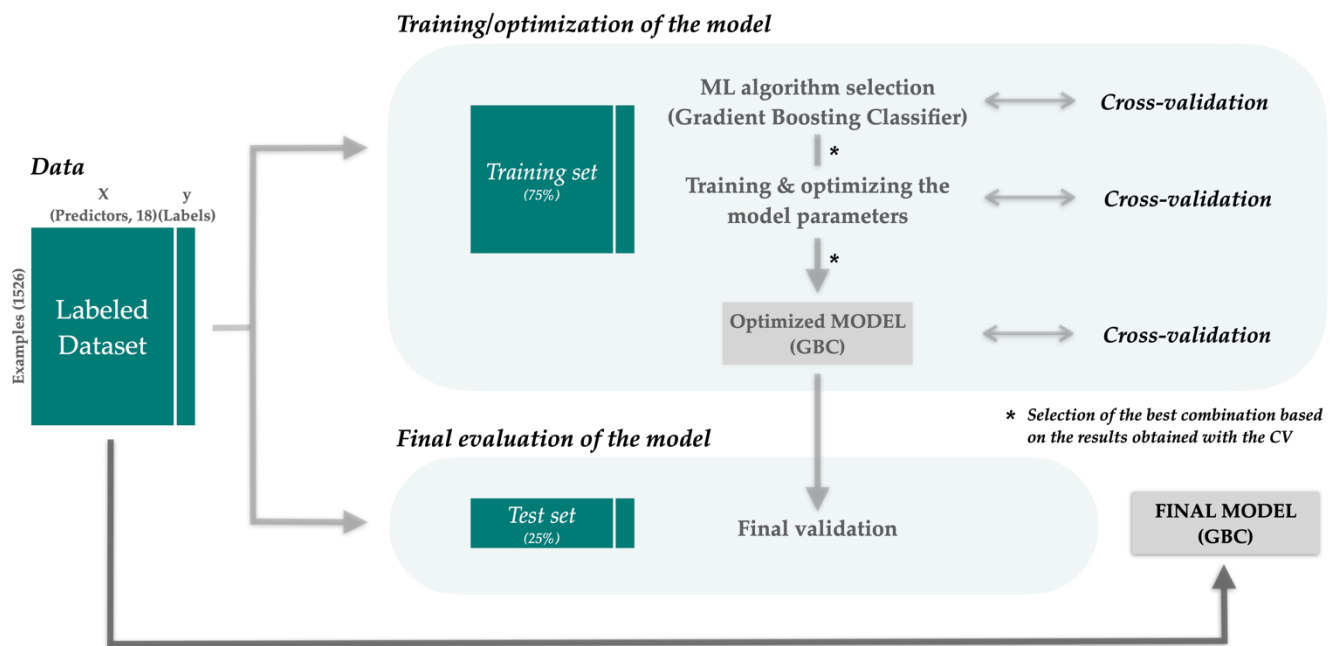 Training/optimization of the model
ML algorithm selection
(Gradient Boosting Classifier)
Cross-validation
*
Training set
(75%)
Training & optimizing the
model parameters
Cross-validation
*
Optimized MODEL
(GBC)
Cross-validation
Data
X
y
(Predictors, 18)(Labels)
Examples (1526)
Labeled
Dataset
* Selection of the best combination based
on the results obtained with the CV
Final evaluation of the model
Test set
(25%)
Final validation
FINAL MODEL
(GBC)